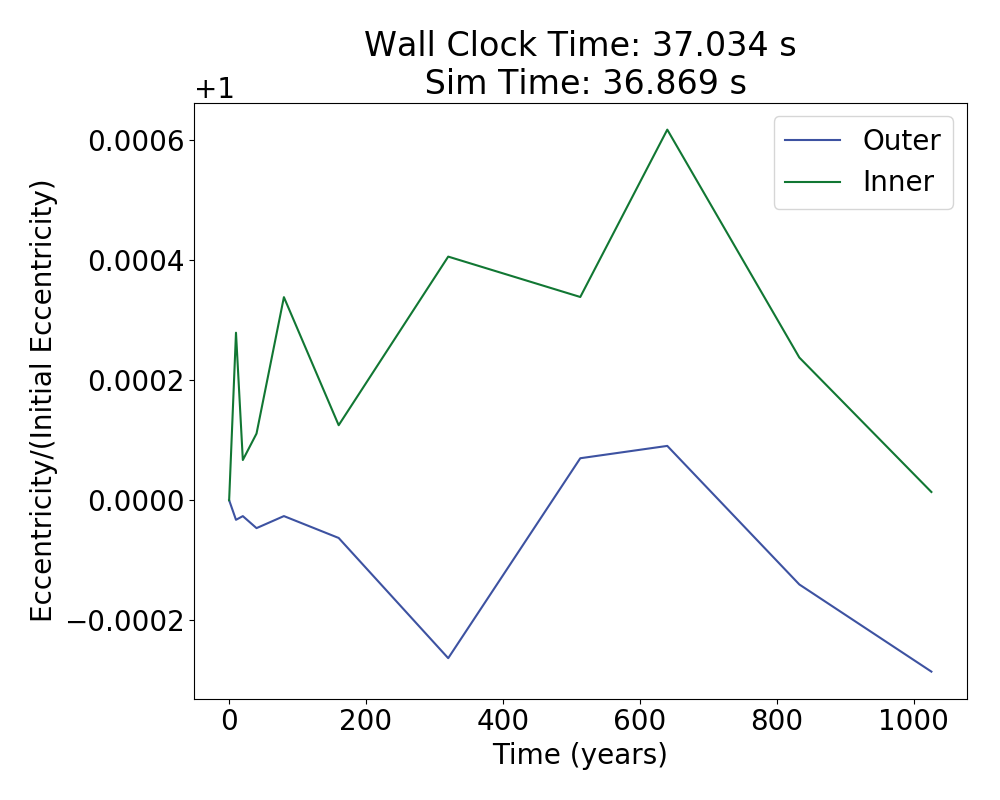 Wall Clock Time: 37.034 s
Sim Time: 36.869 s
+1
0.0006
0.0004
0.0002
0.0000
−0.0002
Eccentricity/(Initial Eccentricity)
Outer
Inner
0 200 400 600 800 1000
Time (years)